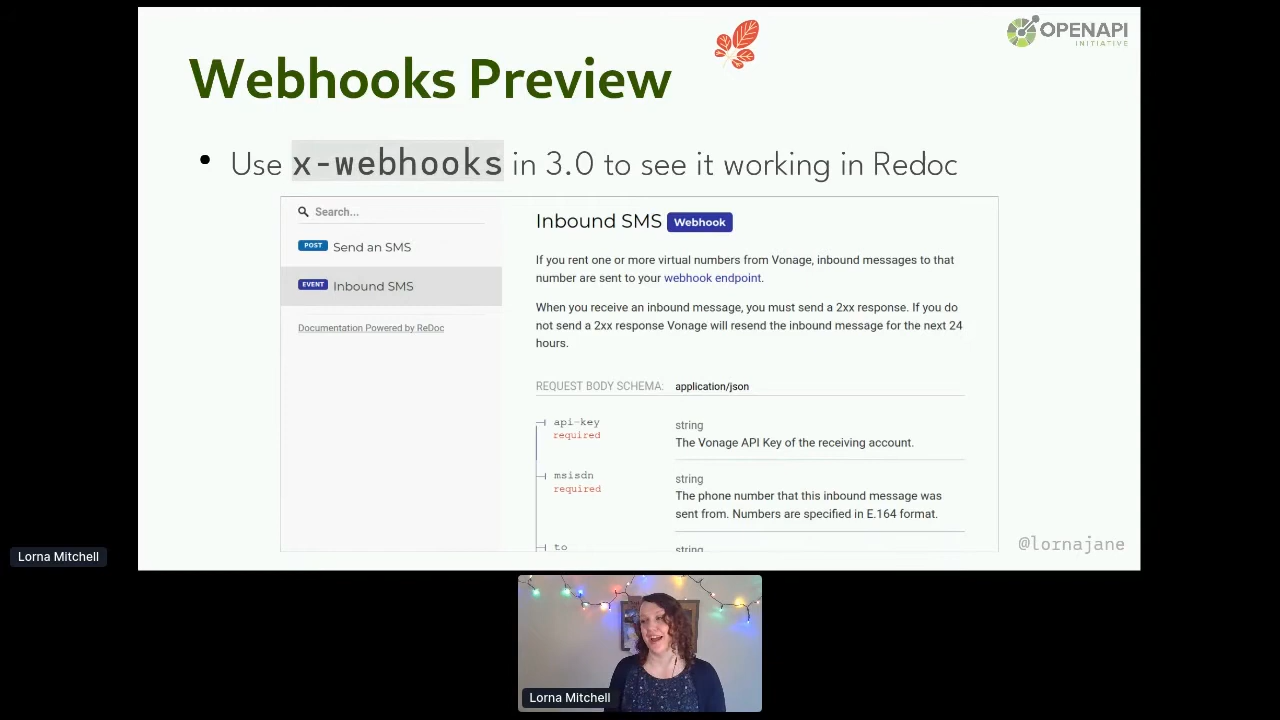 OPENAPI
INITIATIVE
Webhooks Preview
• Use x-webhooks in 3.0 to see it working in Redoc
Search...
POST Send an SMS
EVENT Inbound SMS
Documentation Powered by ReDoc
Inbound SMS Webhook
If you rent one or more virtual numbers from Vonage, inbound messages to that
number are sent to your webhook endpoint.
When you receive an inbound message, you must send a 2xx response. If you do
not send a 2xx response Vonage will resend the inbound message for the next 24
hours.
REQUEST BODY SCHEMA: application/json
api-key
required
string
The Vonage API Key of the receiving account.
msisdn
required
string
The phone number that this inbound message was
sent from. Numbers are specified in E.164 format.
to
string
@lornajane
Lorna Mitchell
Lorna Mitchell